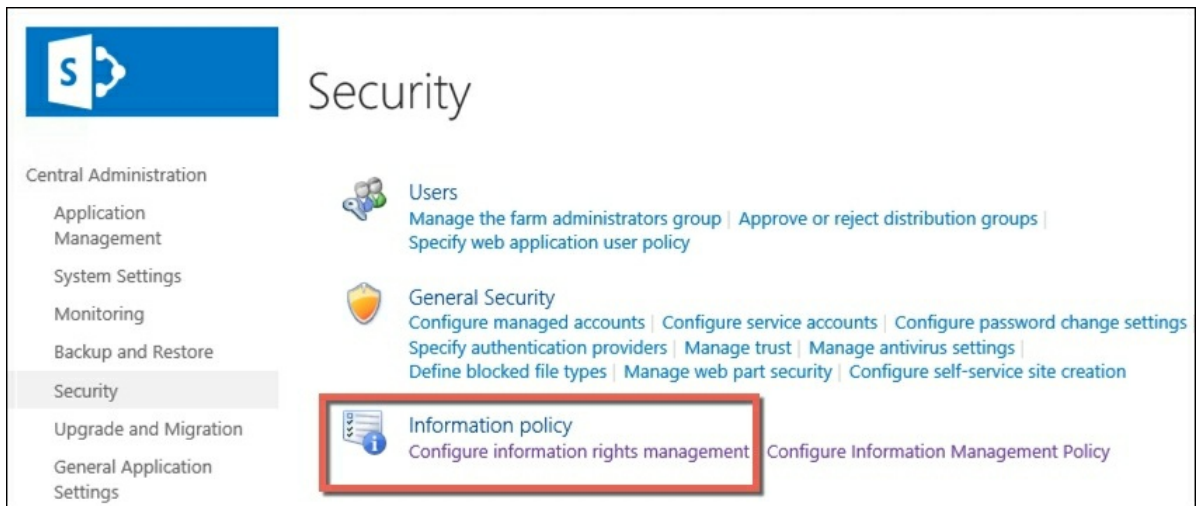 S
Security
Central Administration
Application
Management
System Settings
Monitoring
Backup and Restore
Security
Upgrade and Migration
General Application
Settings
Users
Manage the farm administrators group | Approve or reject distribution groups |
Specify web application user policy
General Security
Configure managed accounts | Configure service accounts | Configure password change settings
Specify authentication providers | Manage trust | Manage antivirus settings |
Define blocked file types | Manage web part security | Configure self-service site creation
Information policy
Configure information rights management | Configure Information Management Policy